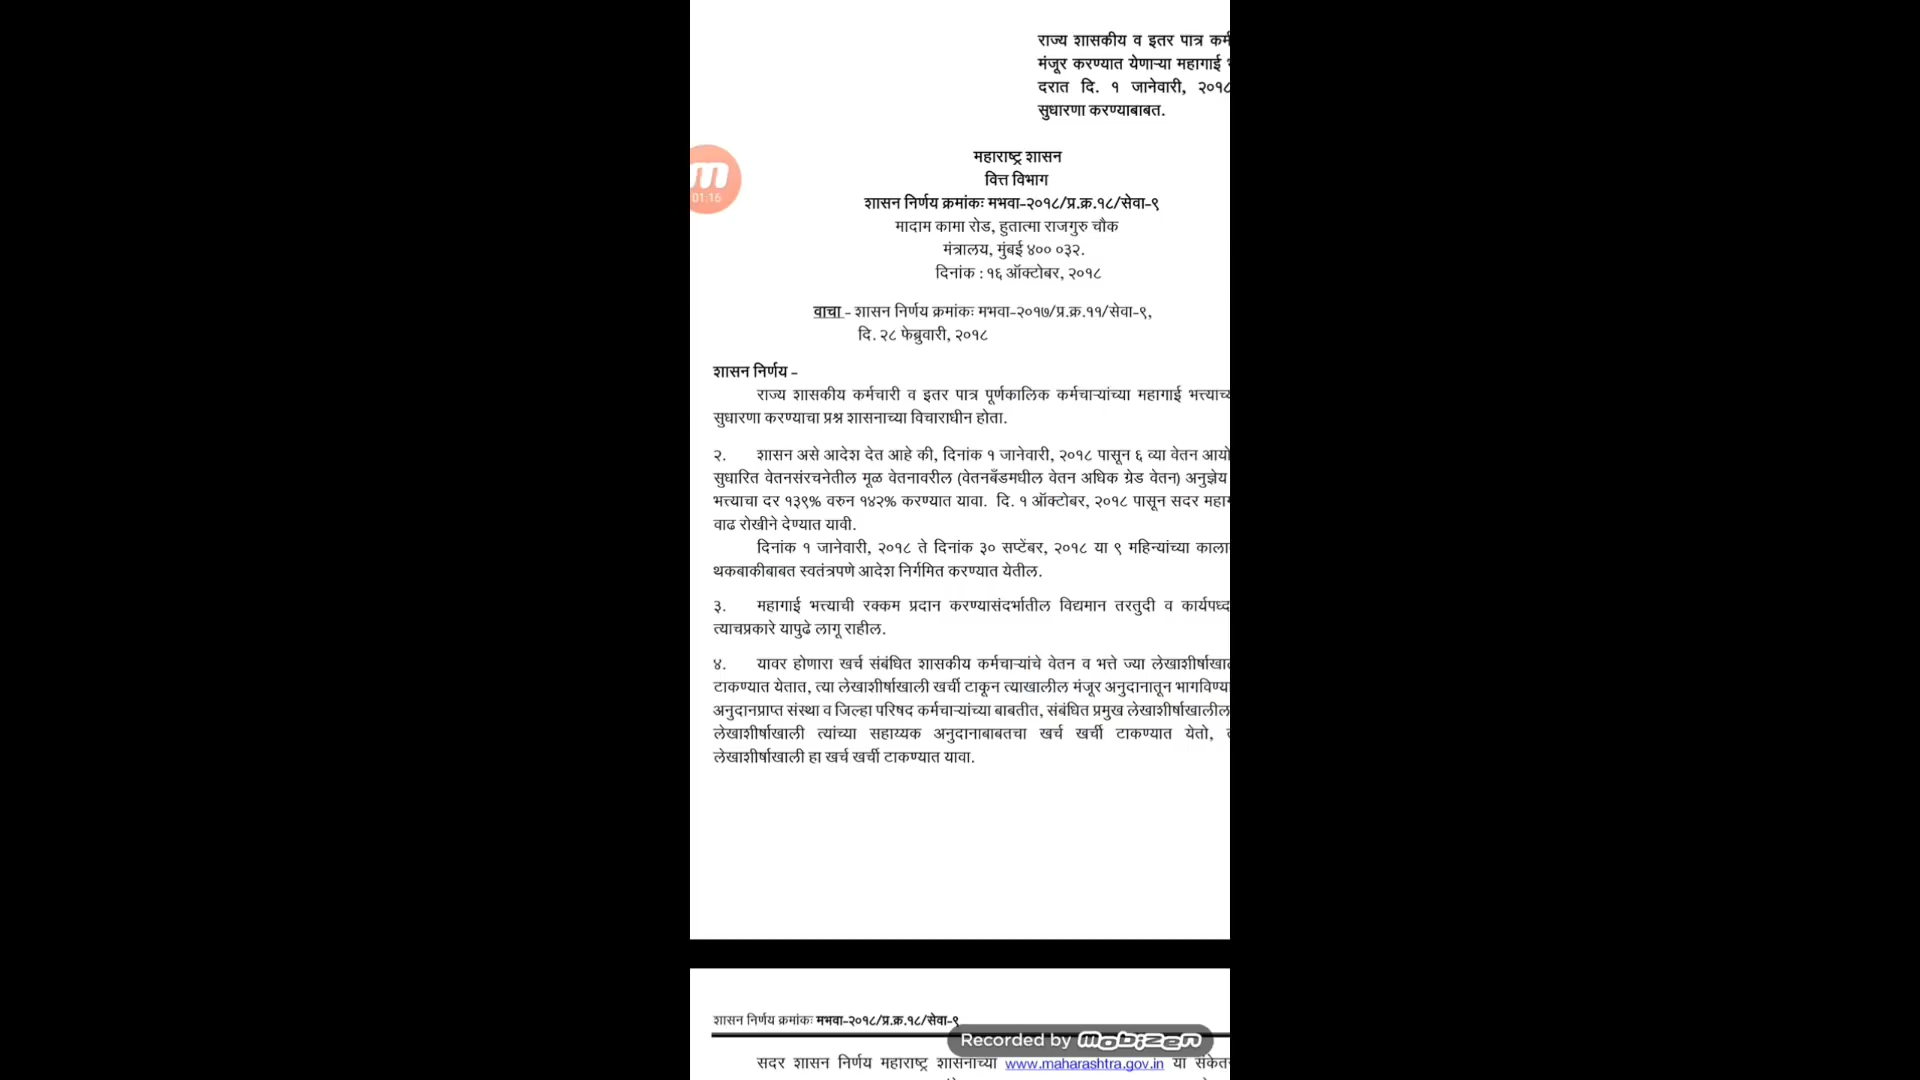 राज्य शासकीय व इतर पात्र
मंजूर करण्यात येणाऱ्या महागाई
दरात दि. १ जानेवारी, २०१८
सुधारणा करण्याबाबत.
महाराष्ट्र शासन
वित्त विभाग
01:16
शासन निर्णय क्रमांकः मभवा-२०१८/प्र.क्र.१८/सेवा-९
मादाम कामा रोड, हुतात्मा राजगुरु चौक
मंत्रालय, मुंबई ४०० ०३२.
दिनांक : १६ ऑक्टोबर, २०१८
वाचा - शासन निर्णय क्रमांकः मभवा-२०१७/प्र.क्र.११/सेवा-९,
दि. २८ फेब्रुवारी, २०१८
शासन निर्णय -
राज्य शासकीय कर्मचारी व इतर पात्र पूर्णकालिक कर्मचाऱ्यांच्या महागाई
सुधारणा करण्याचा प्रश्न शासनाच्या विचाराधीन होता.
२. शासन असे आदेश देत आहे की, दिनांक १ जानेवारी, २०१८ पासून ६ व्या वेतन
सुधारित वेतनसंरचनेतील मूळ वेतनावरील (वेतनबँडमधील वेतन अधिक ग्रेड वेतन) अनुज्ञेय
भत्त्याचा दर १३९% वरुन १४२% करण्यात यावा. दि. १ ऑक्टोबर, २०१८ पासून सदर
वाढ रोखीने देण्यात यावी.
दिनांक १ जानेवारी, २०१८ ते दिनांक ३० सप्टेंबर, २०१८ या ९ महिन्यांच्या
थकबाकीबाबत स्वतंत्रपणे आदेश निर्गमित करण्यात येतील.
३. महागाई भत्त्याची रक्कम प्रदान करण्यासंदर्भातील विद्यमान तरतुदी व
त्याचप्रकारे यापुढे लागू राहील.
४. यावर होणारा खर्च संबंधित शासकीय कर्मचाऱ्यांचे वेतन व भत्ते ज्या
टाकण्यात येतात, त्या लेखाशीर्षाखाली खर्ची टाकून त्याखालील मंजूर अनुदानातून
अनुदानप्राप्त संस्था व जिल्हा परिषद कर्मचाऱ्यांच्या बाबतीत, संबंधित प्रमुख लेखाशीर्षाखालील
लेखाशीर्षाखाली त्यांच्या सहाय्यक अनुदानाबाबतचा खर्च खर्ची टाकण्यात येतो,
लेखाशीर्षाखाली हा खर्च खर्ची टाकण्यात यावा.
शासन निर्णय क्रमांकः मभवा-२०१८/प्र.क्र.१८/सेवा-९
Recorded by mobizen
सदर शासन निर्णय महाराष्ट्र शासनाच्या www.maharashtra.gov.in या